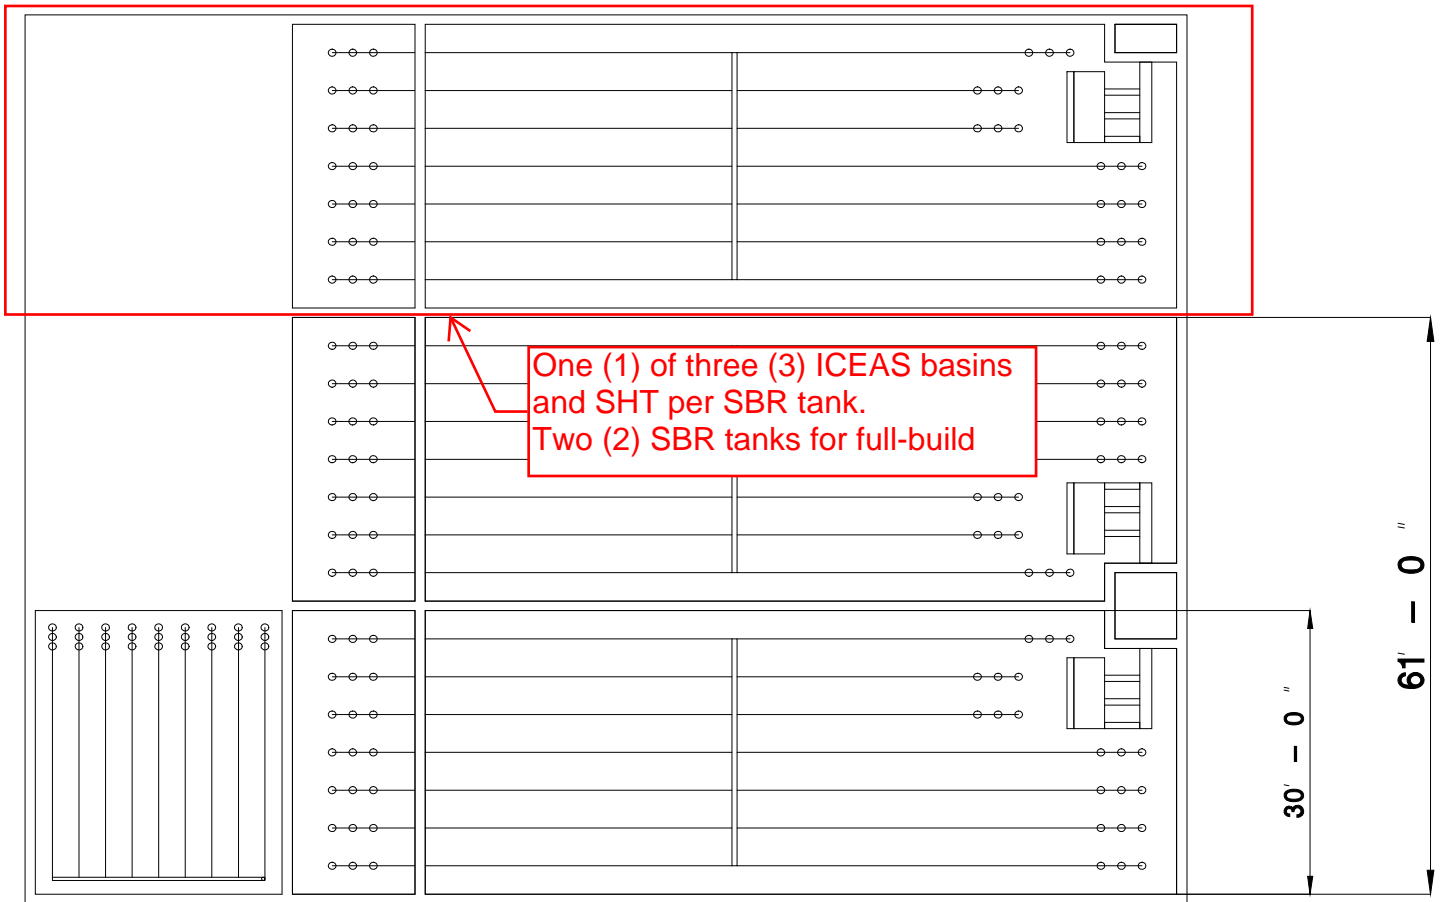 One (1) of three (3) ICEAS basins
and SHT per SBR tank.
Two (2) SBR tanks for full-build
30' - 0 "
61' - 0 "